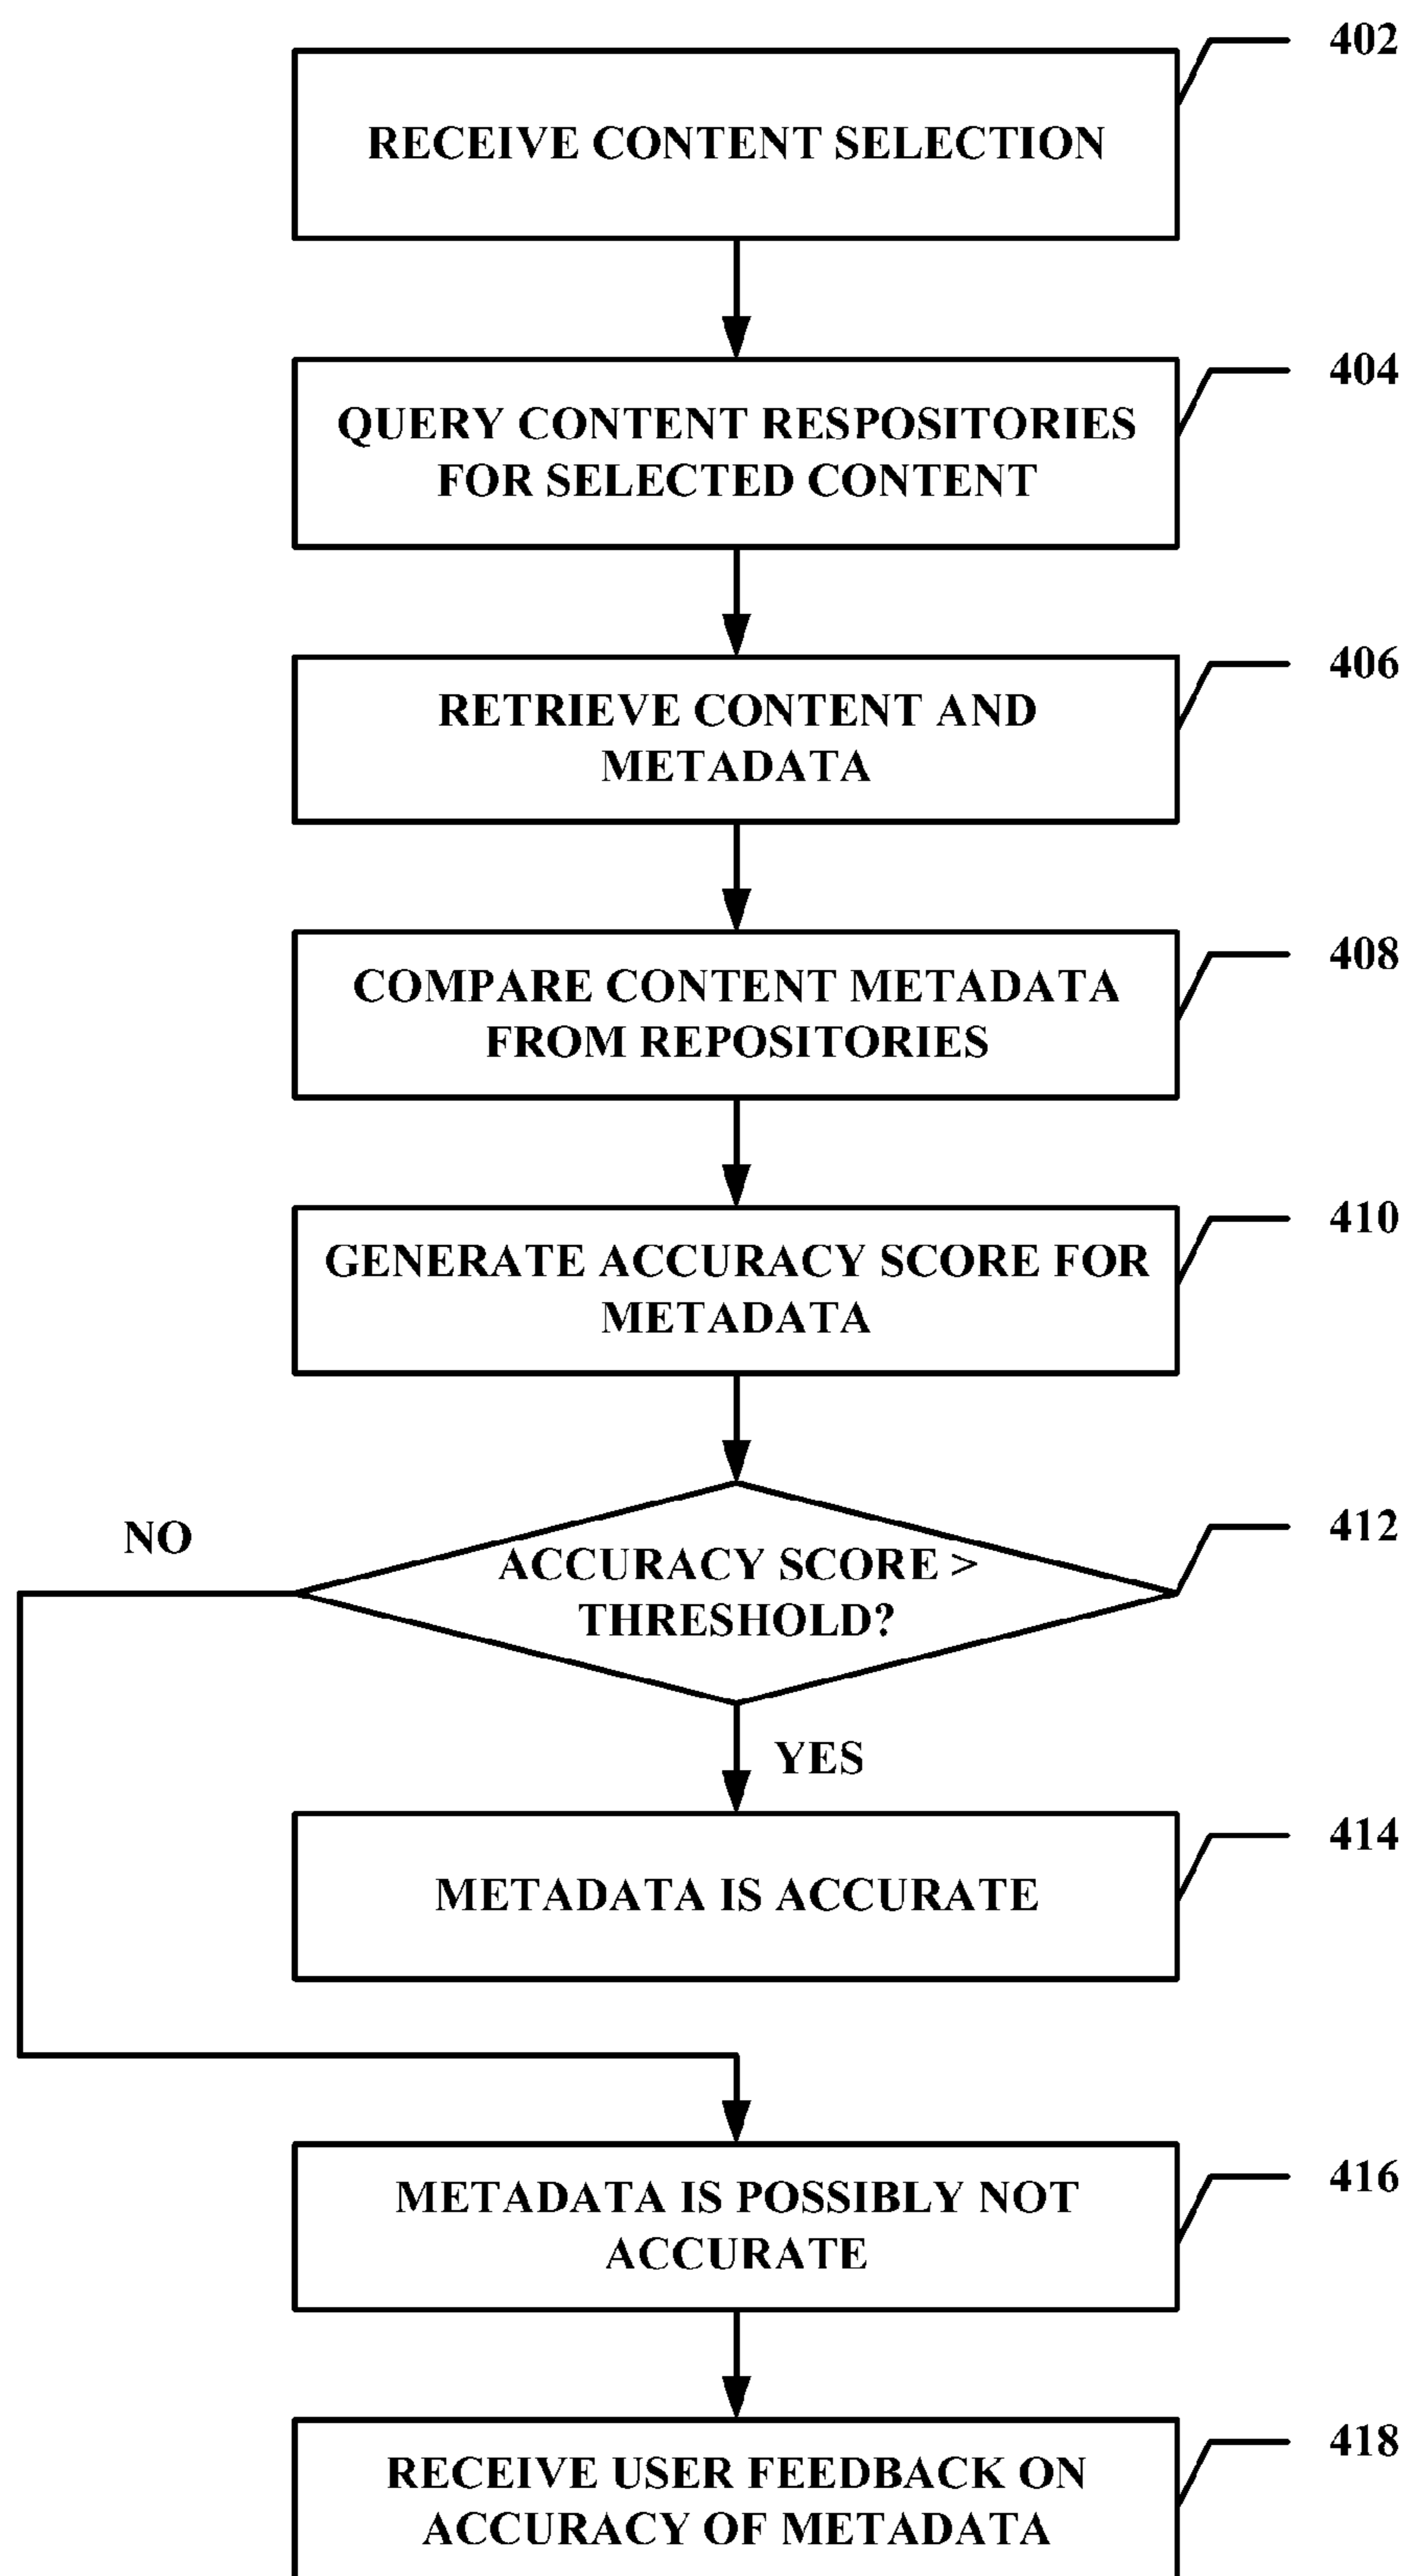 402
RECEIVE CONTENT SELECTION
404
QUERY CONTENT RESPOSITORIES
FOR SELECTED CONTENT
406
RETRIEVE CONTENT AND
METADATA
408
COMPARE CONTENT METADATA
FROM REPOSITORIES
410
GENERATE ACCURACY SCORE FOR
METADATA
412
NO
ACCURACY SCORE >
THRESHOLD?
YES
414
METADATA IS ACCURATE
416
METADATA IS POSSIBLY NOT
ACCURATE
418
RECEIVE USER FEEDBACK ON
ACCURACY OF METADATA